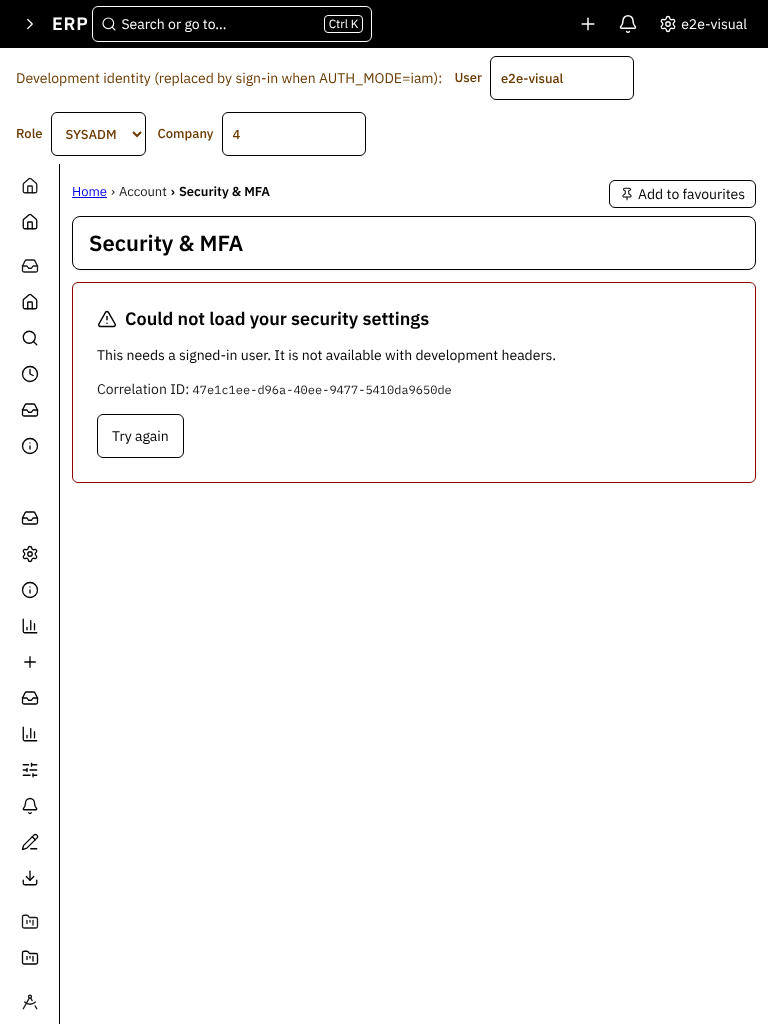 ERP
Search or go to...
Ctrl K
e2e-visual
Development identity (replaced by sign-in when AUTH_MODE=iam):
User
e2e-visual
Role
SYSADM
Company
4
Home › Account › Security & MFA
Add to favourites
Security & MFA
Could not load your security settings
This needs a signed-in user. It is not available with development headers.
Correlation ID: 47e1c1ee-d96a-40ee-9477-5410da9650de
Try again